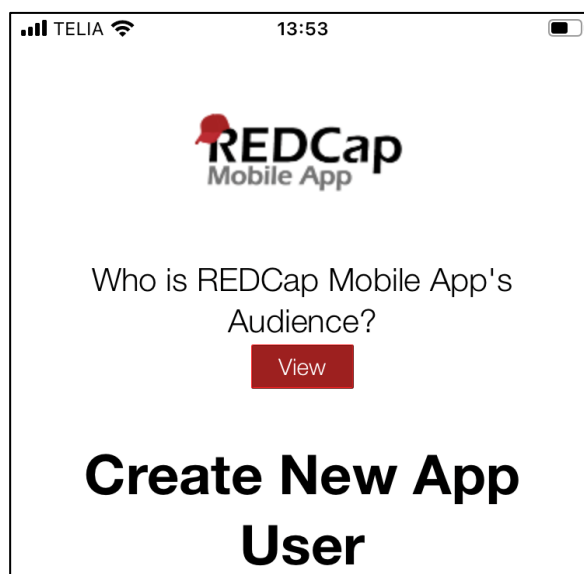 TELIA 13:53
REDCap
Mobile App
Who is REDCap Mobile App's
Audience?
View
Create New App
User